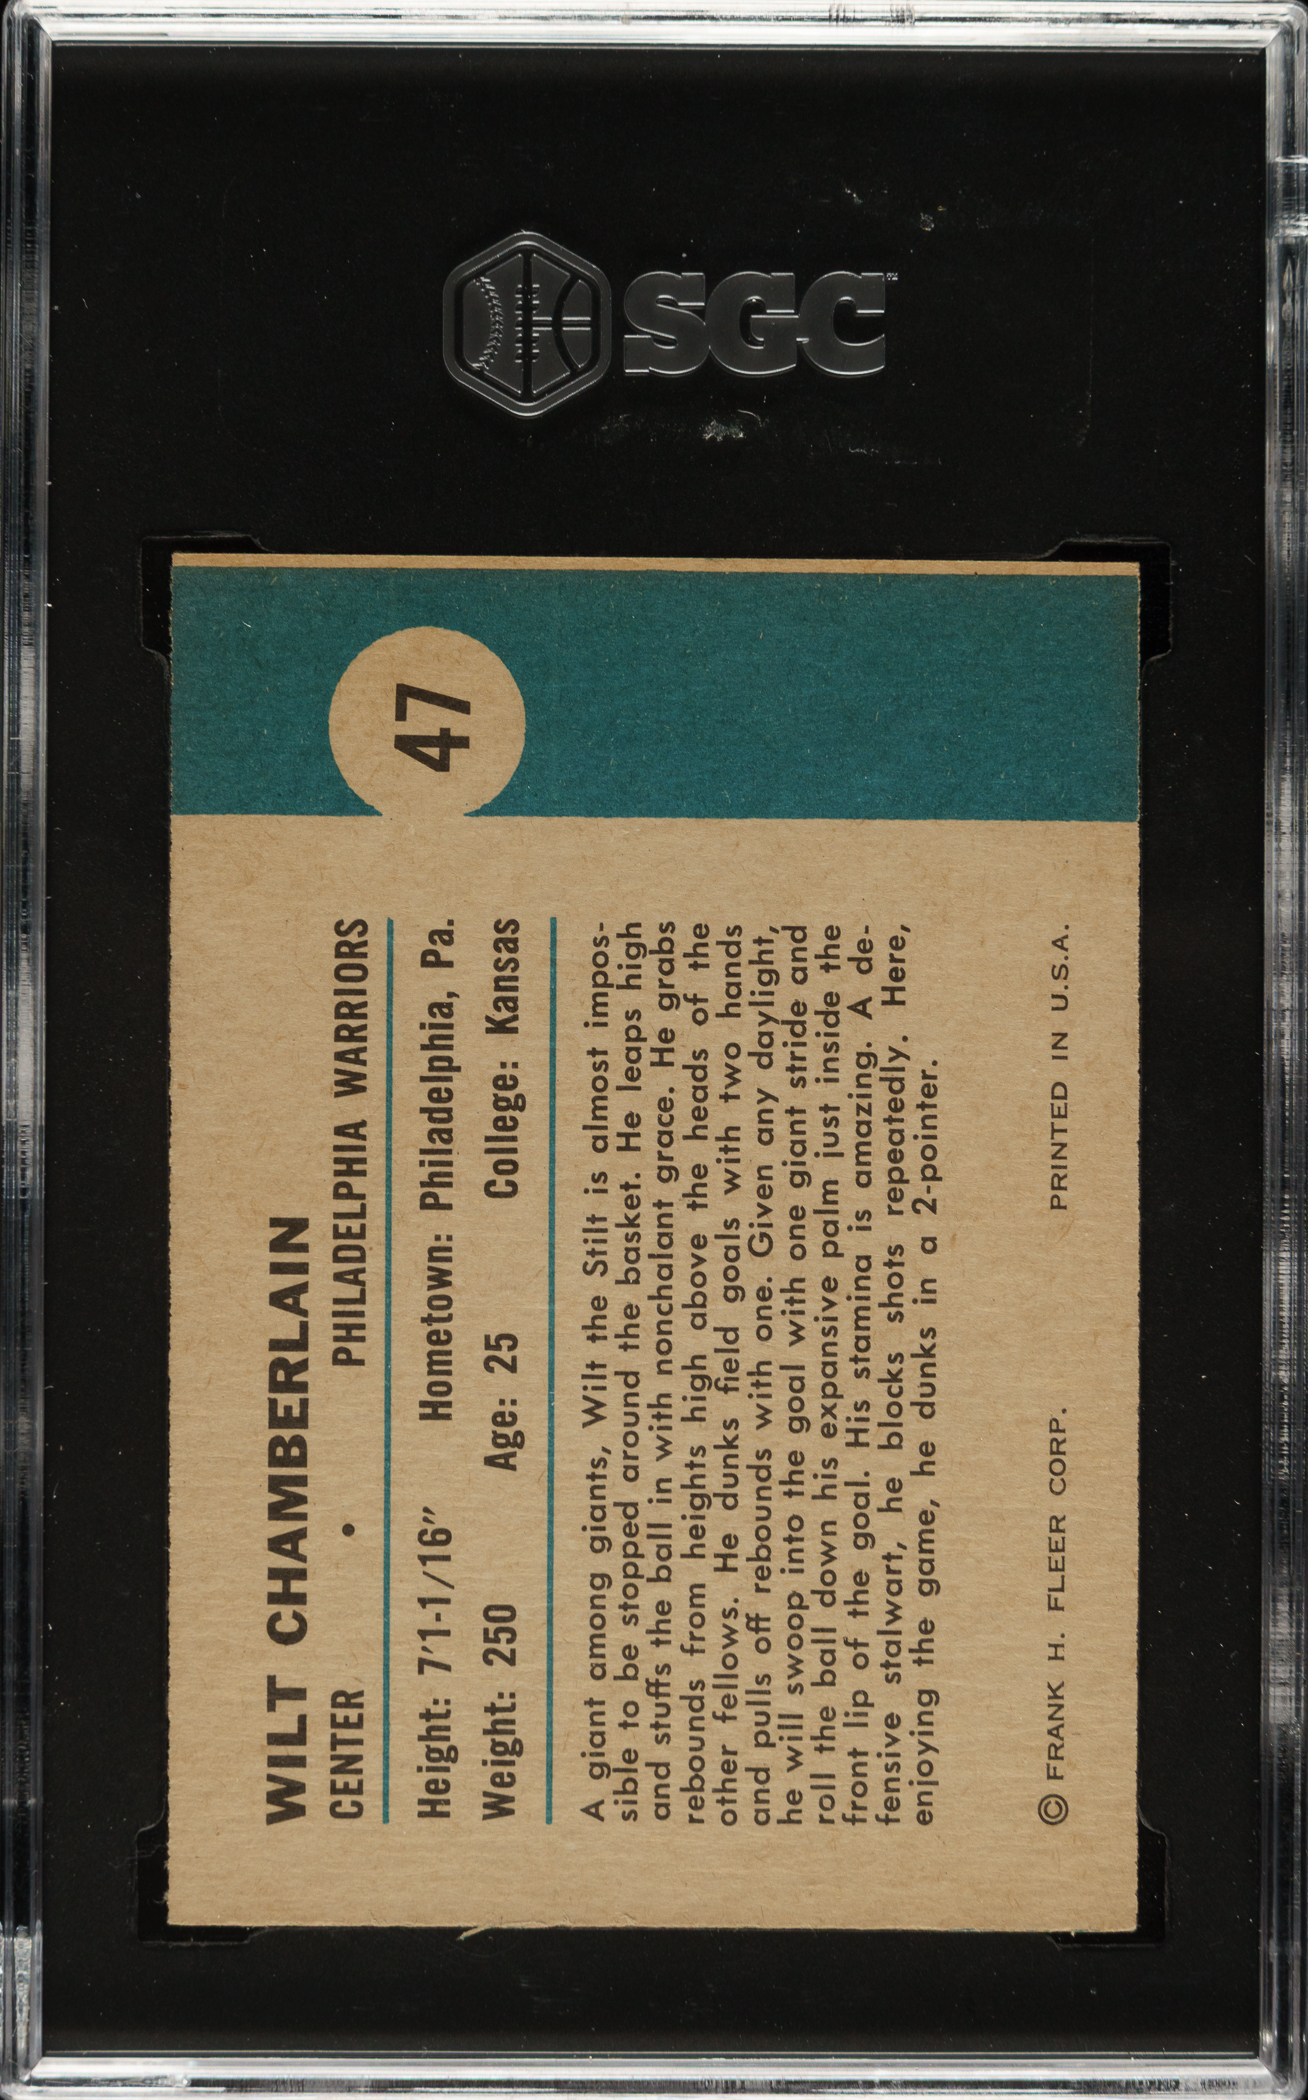 SGC
47
WILT CHAMBERLAIN
CENTER • PHILADELPHIA WARRIORS
Height: 7'1-1/16" Hometown: Philadelphia, Pa.
Weight: 250 Age: 25 College: Kansas
A giant among giants, Wilt the Stilt is almost impos-
sible to be stopped around the basket. He leaps high
and stuffs the ball in with nonchalant grace. He grabs
rebounds from heights high above the heads of the
other fellows. He dunks field goals with two hands
and pulls off rebounds with one. Given any daylight,
he will swoop into the goal with one giant stride and
roll the ball down his expansive palm just inside the
front lip of the goal. His stamina is amazing. A de-
fensive stalwart, he blocks shots repeatedly. Here,
enjoying the game, he dunks in a 2-pointer.
© FRANK H. FLEER CORP. PRINTED IN U.S.A.